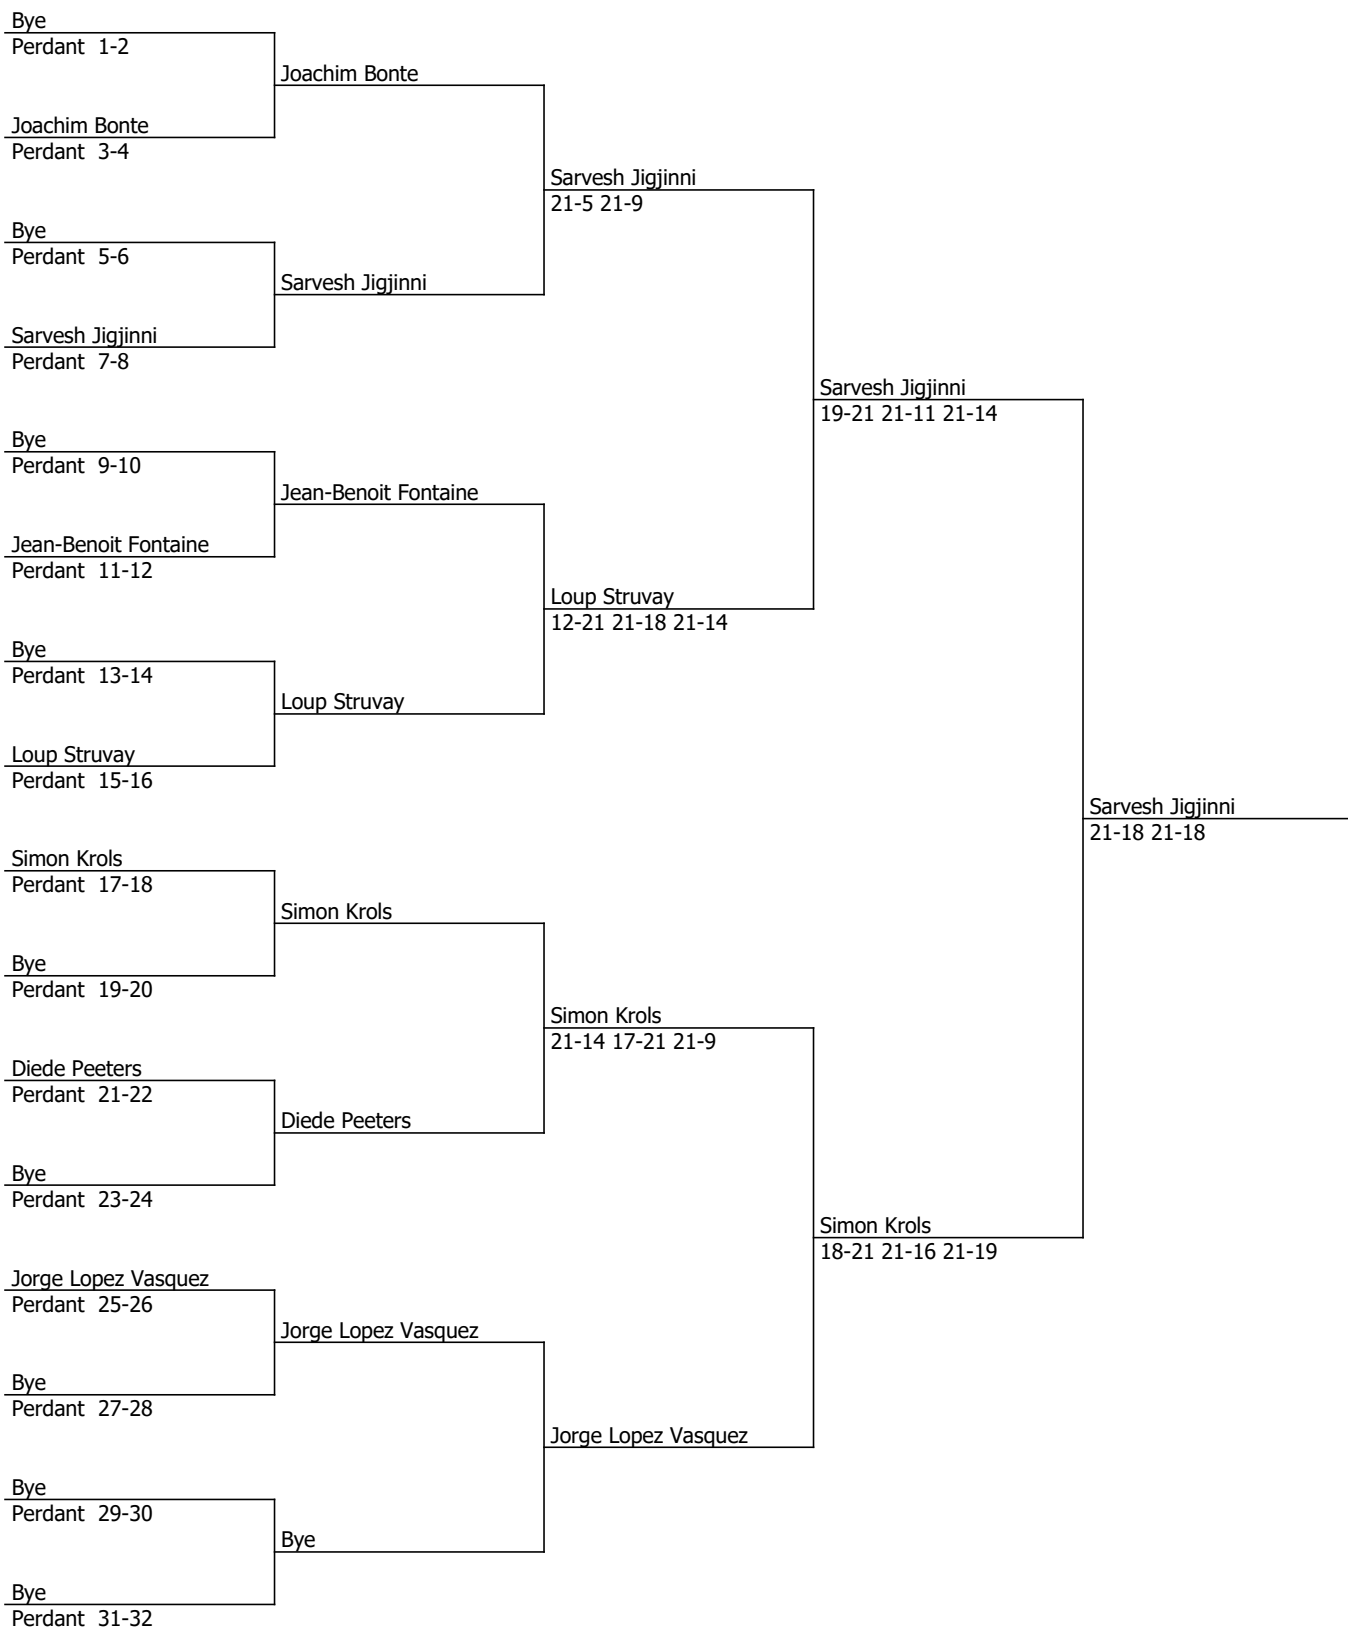 Bye
Perdant 1-2
Joachim Bonte
Joachim Bonte
Perdant 3-4
Sarvesh Jigjinni
21-5 21-9
Bye
Perdant 5-6
Sarvesh Jigjinni
Sarvesh Jigjinni
Perdant 7-8
Sarvesh Jigjinni
19-21 21-11 21-14
Bye
Perdant 9-10
Jean-Benoit Fontaine
Jean-Benoit Fontaine
Perdant 11-12
Loup Struvay
12-21 21-18 21-14
Bye
Perdant 13-14
Loup Struvay
Loup Struvay
Perdant 15-16
Sarvesh Jigjinni
21-18 21-18
Simon Krols
Perdant 17-18
Simon Krols
Bye
Perdant 19-20
Simon Krols
21-14 17-21 21-9
Diede Peeters
Perdant 21-22
Diede Peeters
Bye
Perdant 23-24
Simon Krols
18-21 21-16 21-19
Jorge Lopez Vasquez
Perdant 25-26
Jorge Lopez Vasquez
Bye
Perdant 27-28
Jorge Lopez Vasquez
Bye
Perdant 29-30
Bye
Bye
Perdant 31-32